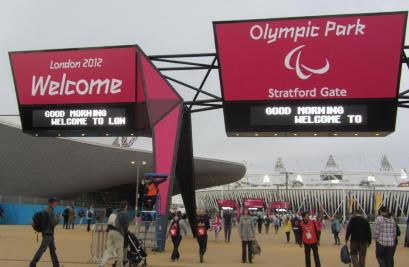 London 2012
Welcome
GOOD MORNING
WELCOME TO LON
Olympic Park
Stratford Gate
GOOD MORNING
WELCOME TO